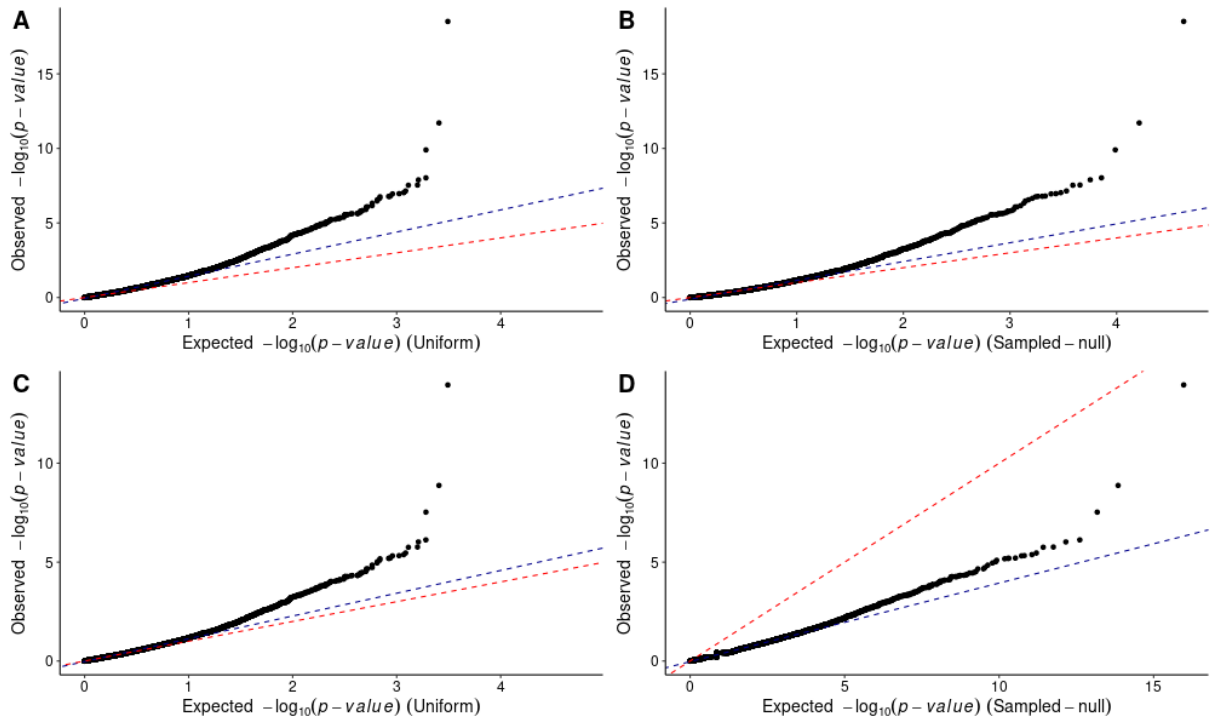 A
Observed −log10(p−value)
15
10
5
0
0 1 2 3 4
Expected −log10(p−value) (Uniform)
B
Observed −log10(p−value)
15
10
5
0
0 1 2 3 4
Expected −log10(p−value) (Sampled−null)
C
Observed −log10(p−value)
10
5
0
0 1 2 3 4
Expected −log10(p−value) (Uniform)
D
Observed −log10(p−value)
10
5
0
0 5 10 15
Expected −log10(p−value) (Sampled−null)